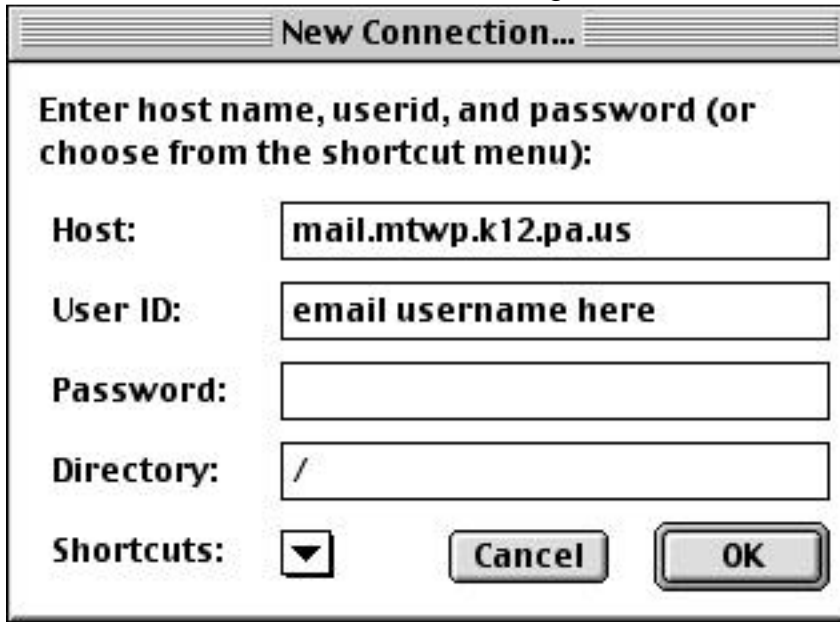 New Connection...
Enter host name, userid, and password (or
choose from the shortcut menu):
Host: mail.mtwp.k12.pa.us
User ID: email username here
Password:
Directory: /
Shortcuts: Cancel OK